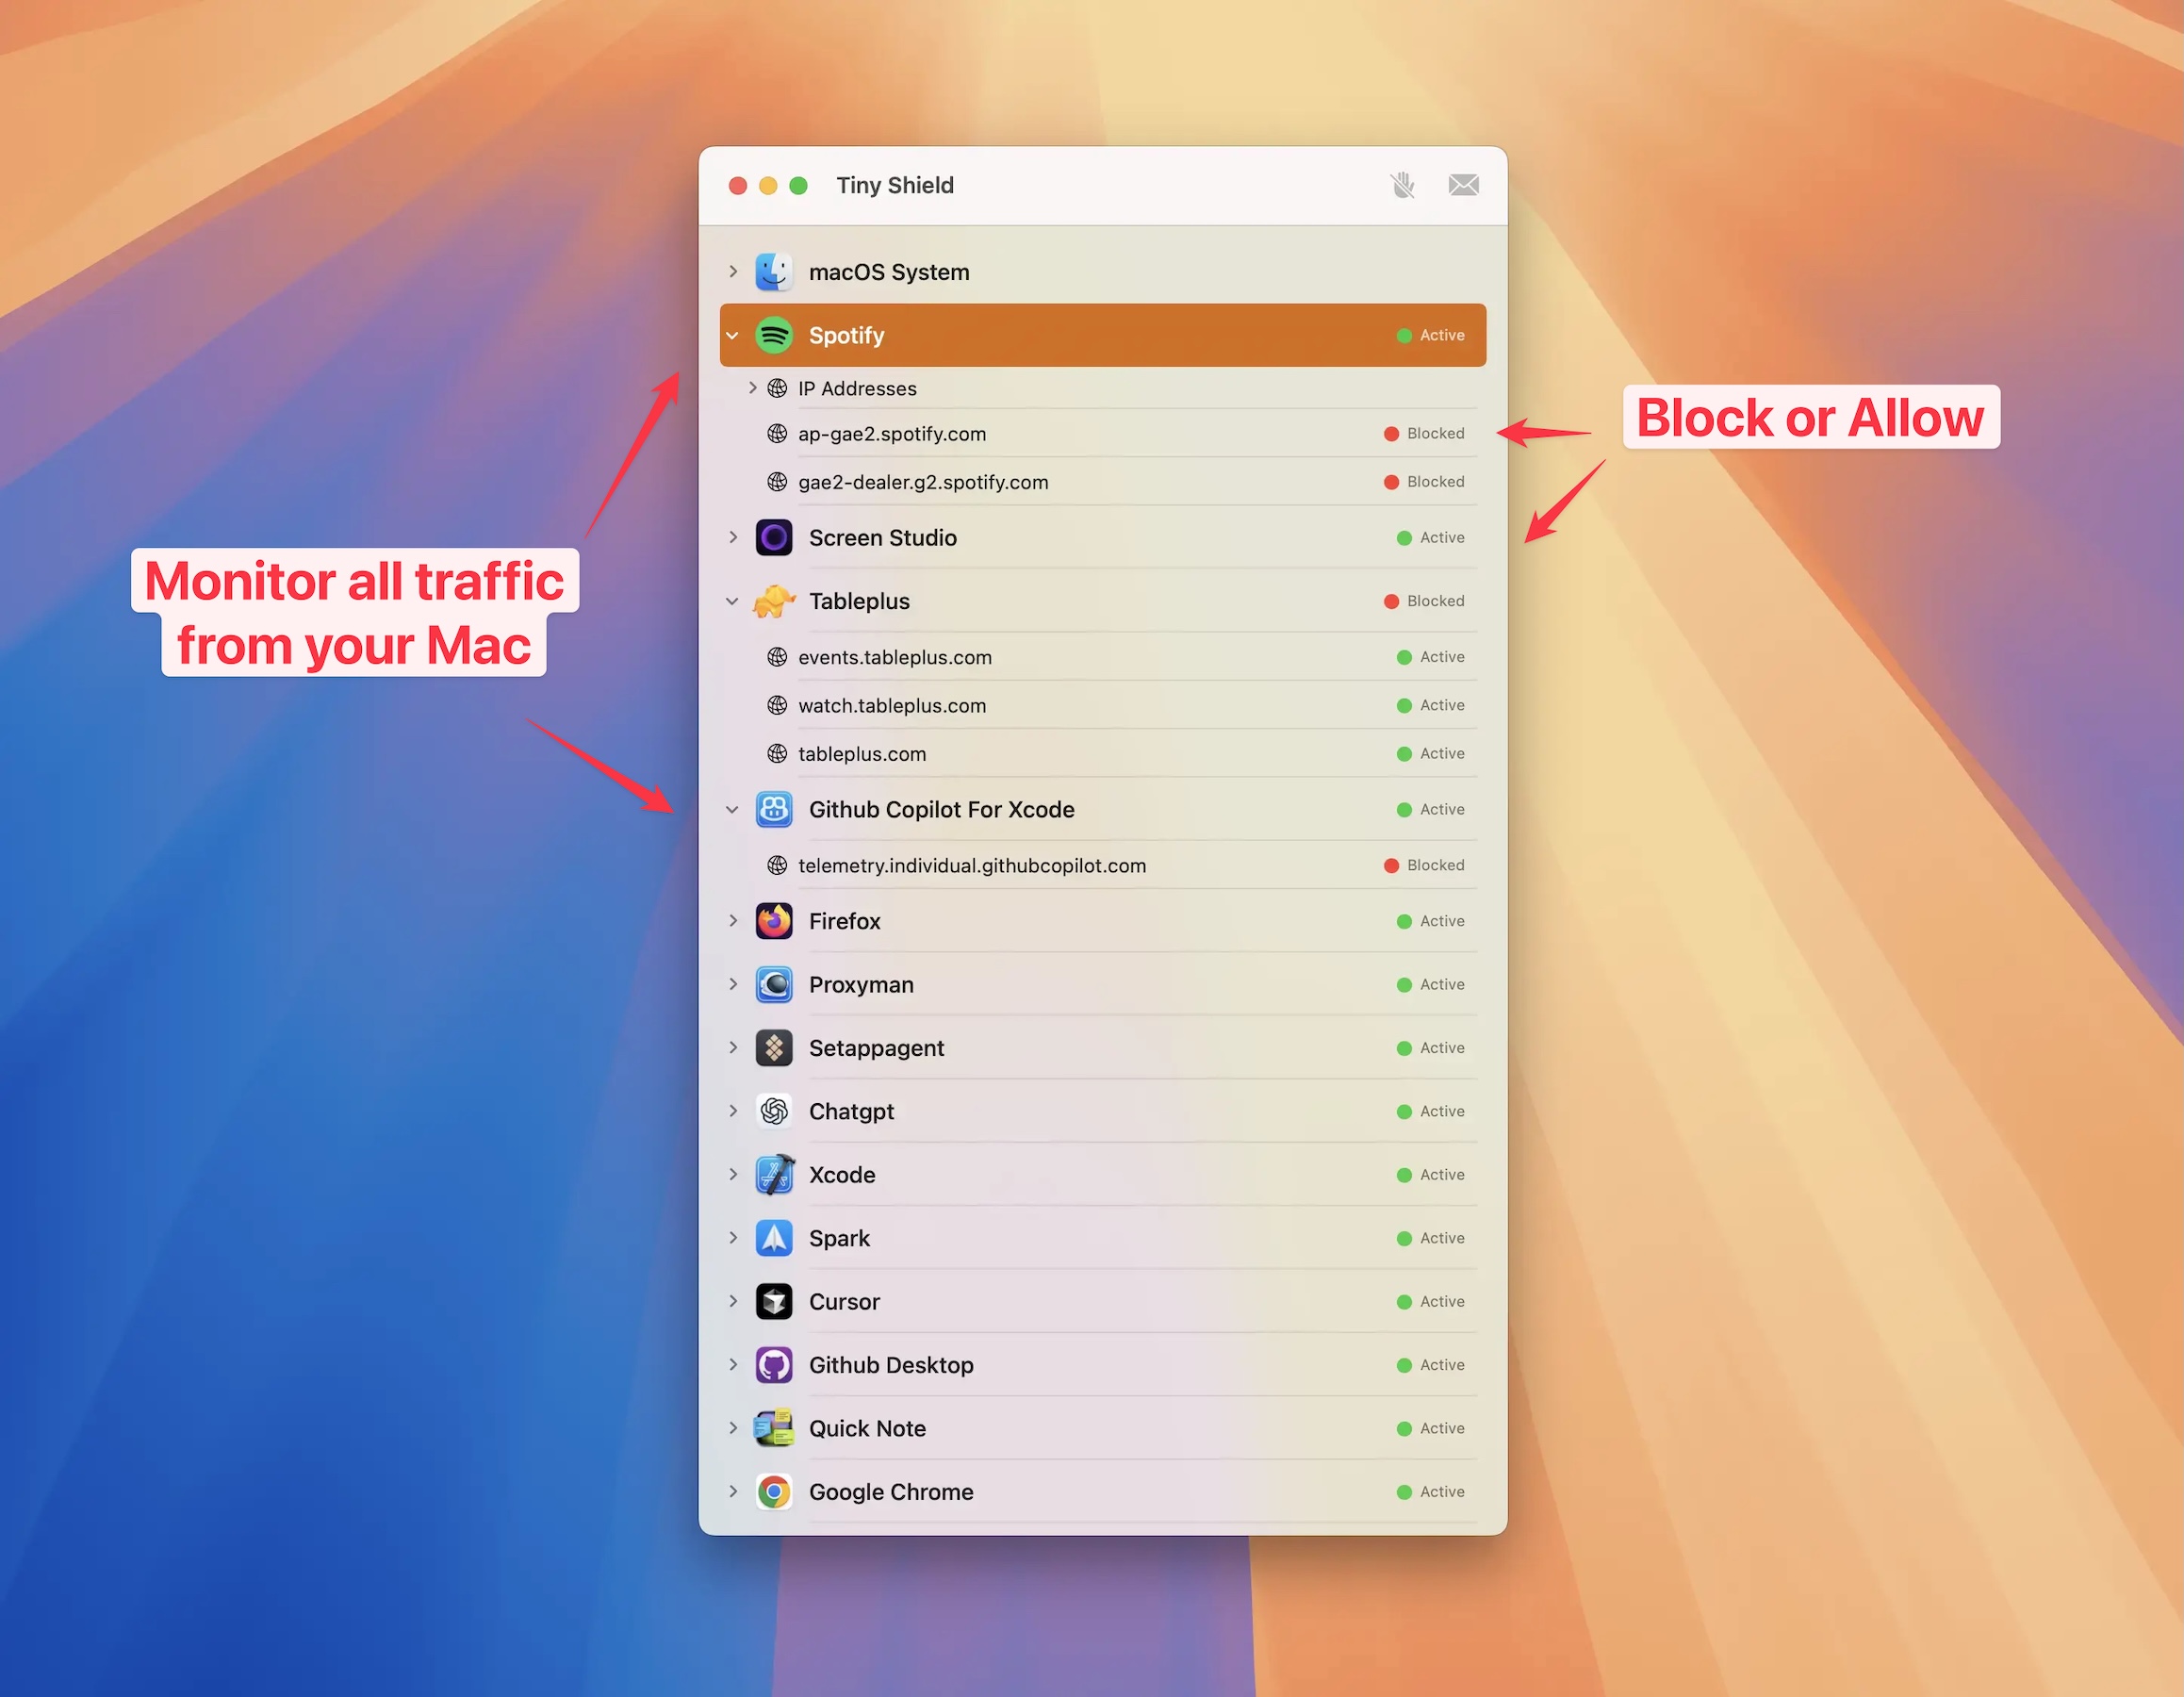 Tiny Shield
macOS System
Spotify Active
IP Addresses
ap-gae2.spotify.com Blocked
Block or Allow
gae2-dealer.g2.spotify.com Blocked
Screen Studio Active
Monitor all traffic
from your Mac
Tableplus Blocked
events.tableplus.com Active
watch.tableplus.com Active
tableplus.com Active
Github Copilot For Xcode Active
telemetry.individual.githubcopilot.com Blocked
Firefox Active
Proxyman Active
Setappagent Active
Chatgpt Active
Xcode Active
Spark Active
Cursor Active
Github Desktop Active
Quick Note Active
Google Chrome Active